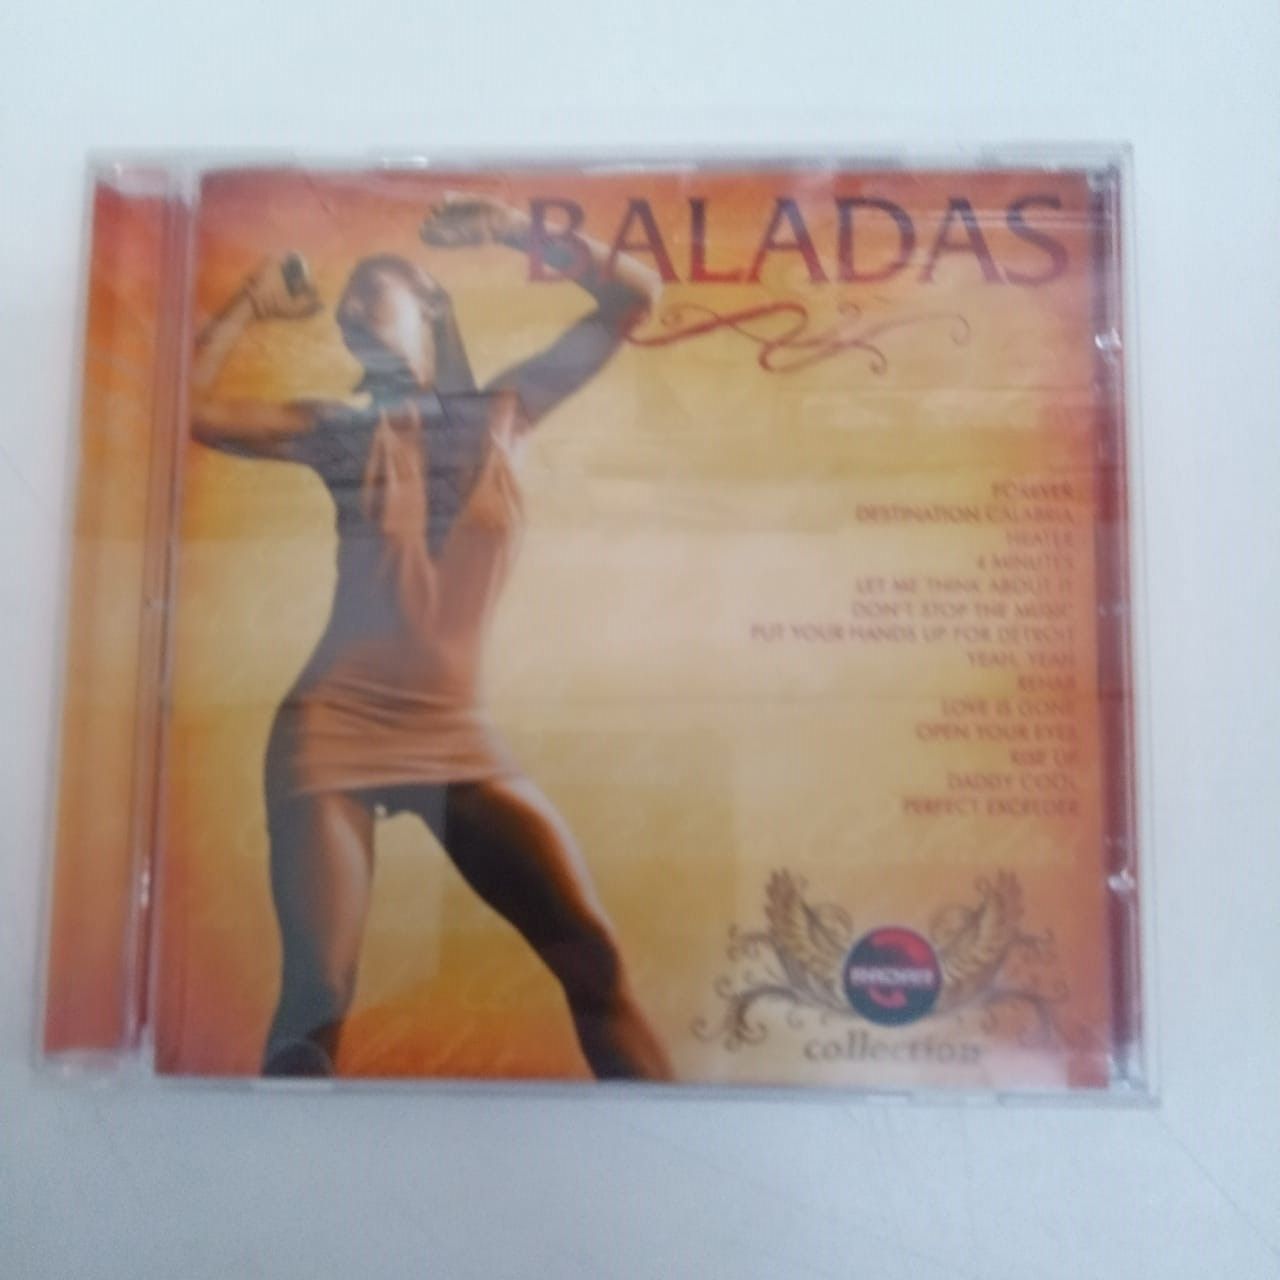 BALADAS
FOREVER
DESTINATION CALABRIA
HEATER
4 MINUTES
LET ME THINK ABOUT IT
DON'T STOP THE MUSIC
PUT YOUR HANDS UP FOR DETROIT
YEAH, YEAH
REHAB
LOVE IS GONE
OPEN YOUR EYES
RISE UP
DADDY COOL
PERFECT EXCEEDER
RADAR
collection